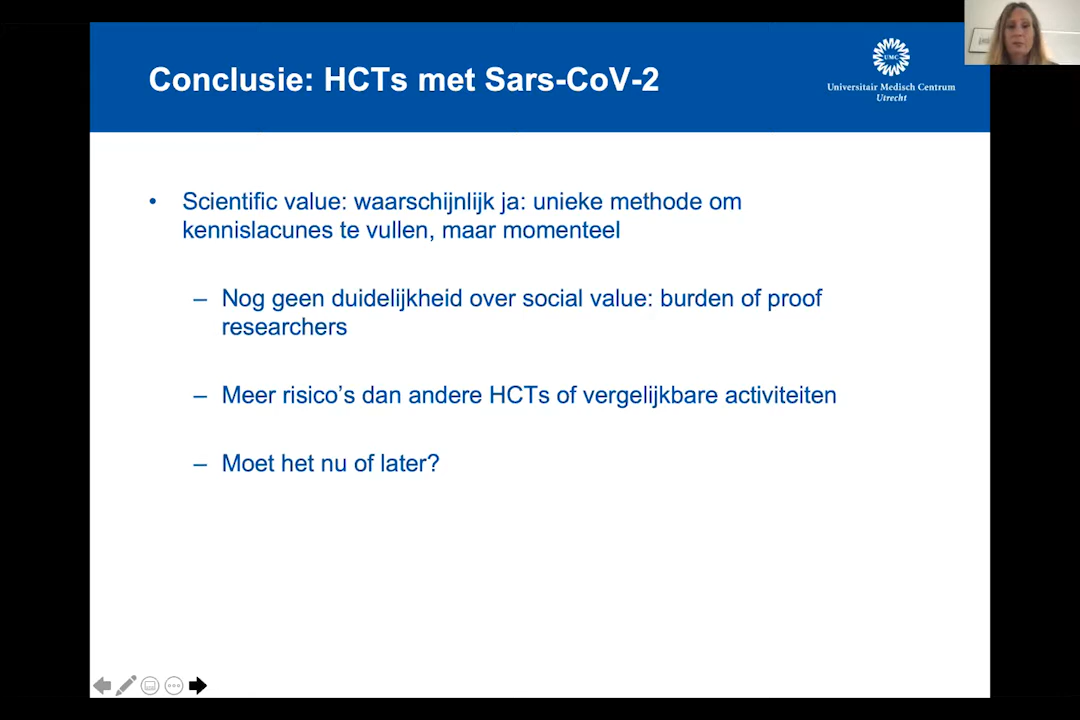 Conclusie: HCTs met Sars-CoV-2
UMC
Universitair Medisch Centrum
Utrecht
• Scientific value: waarschijnlijk ja: unieke methode om
kennislacunes te vullen, maar momenteel
– Nog geen duidelijkheid over social value: burden of proof
researchers
– Meer risico’s dan andere HCTs of vergelijkbare activiteiten
– Moet het nu of later?